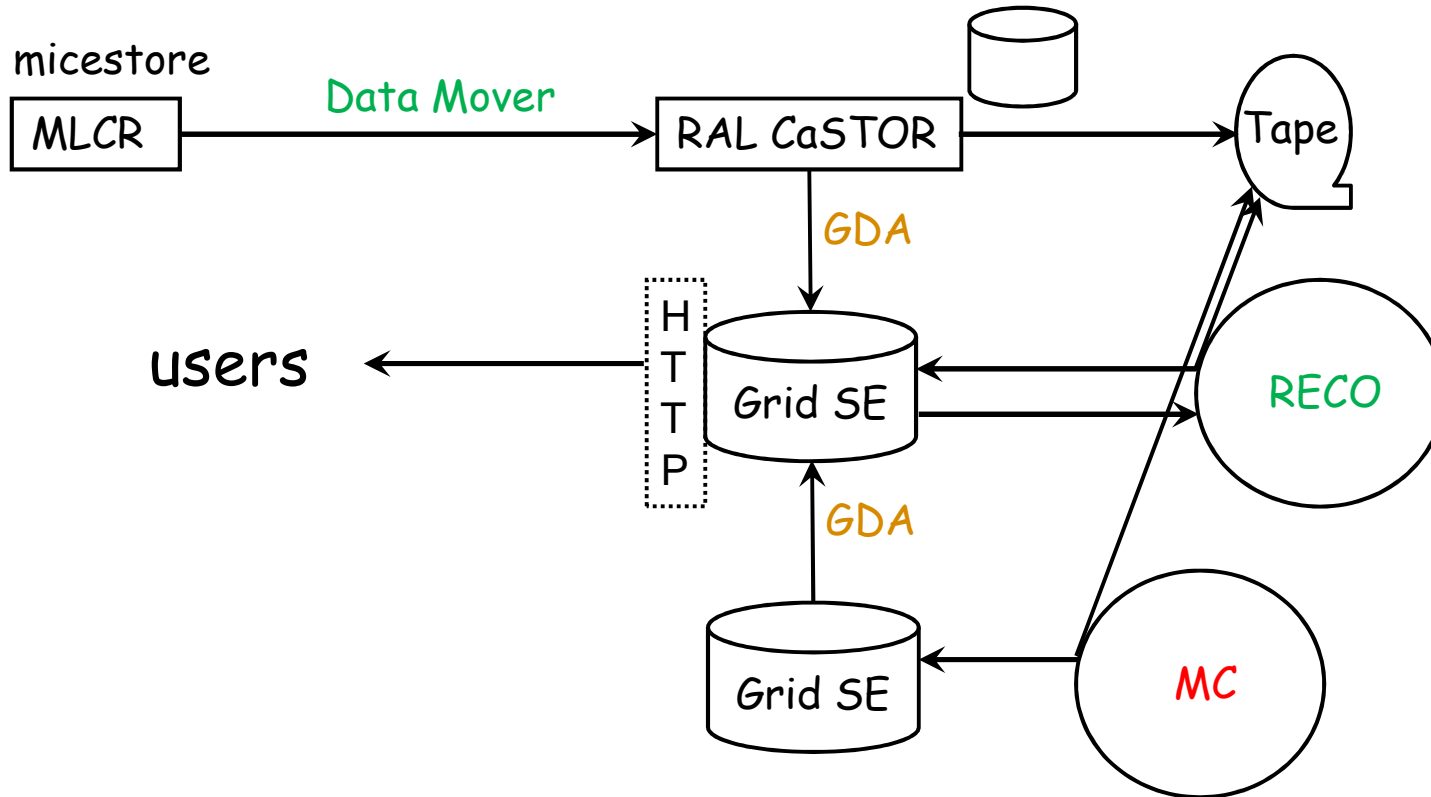 micestore
MLCR
Data Mover
RAL CaSTOR
Tape
GDA
users
H
T
T
P
Grid SE
RECO
GDA
Grid SE
MC